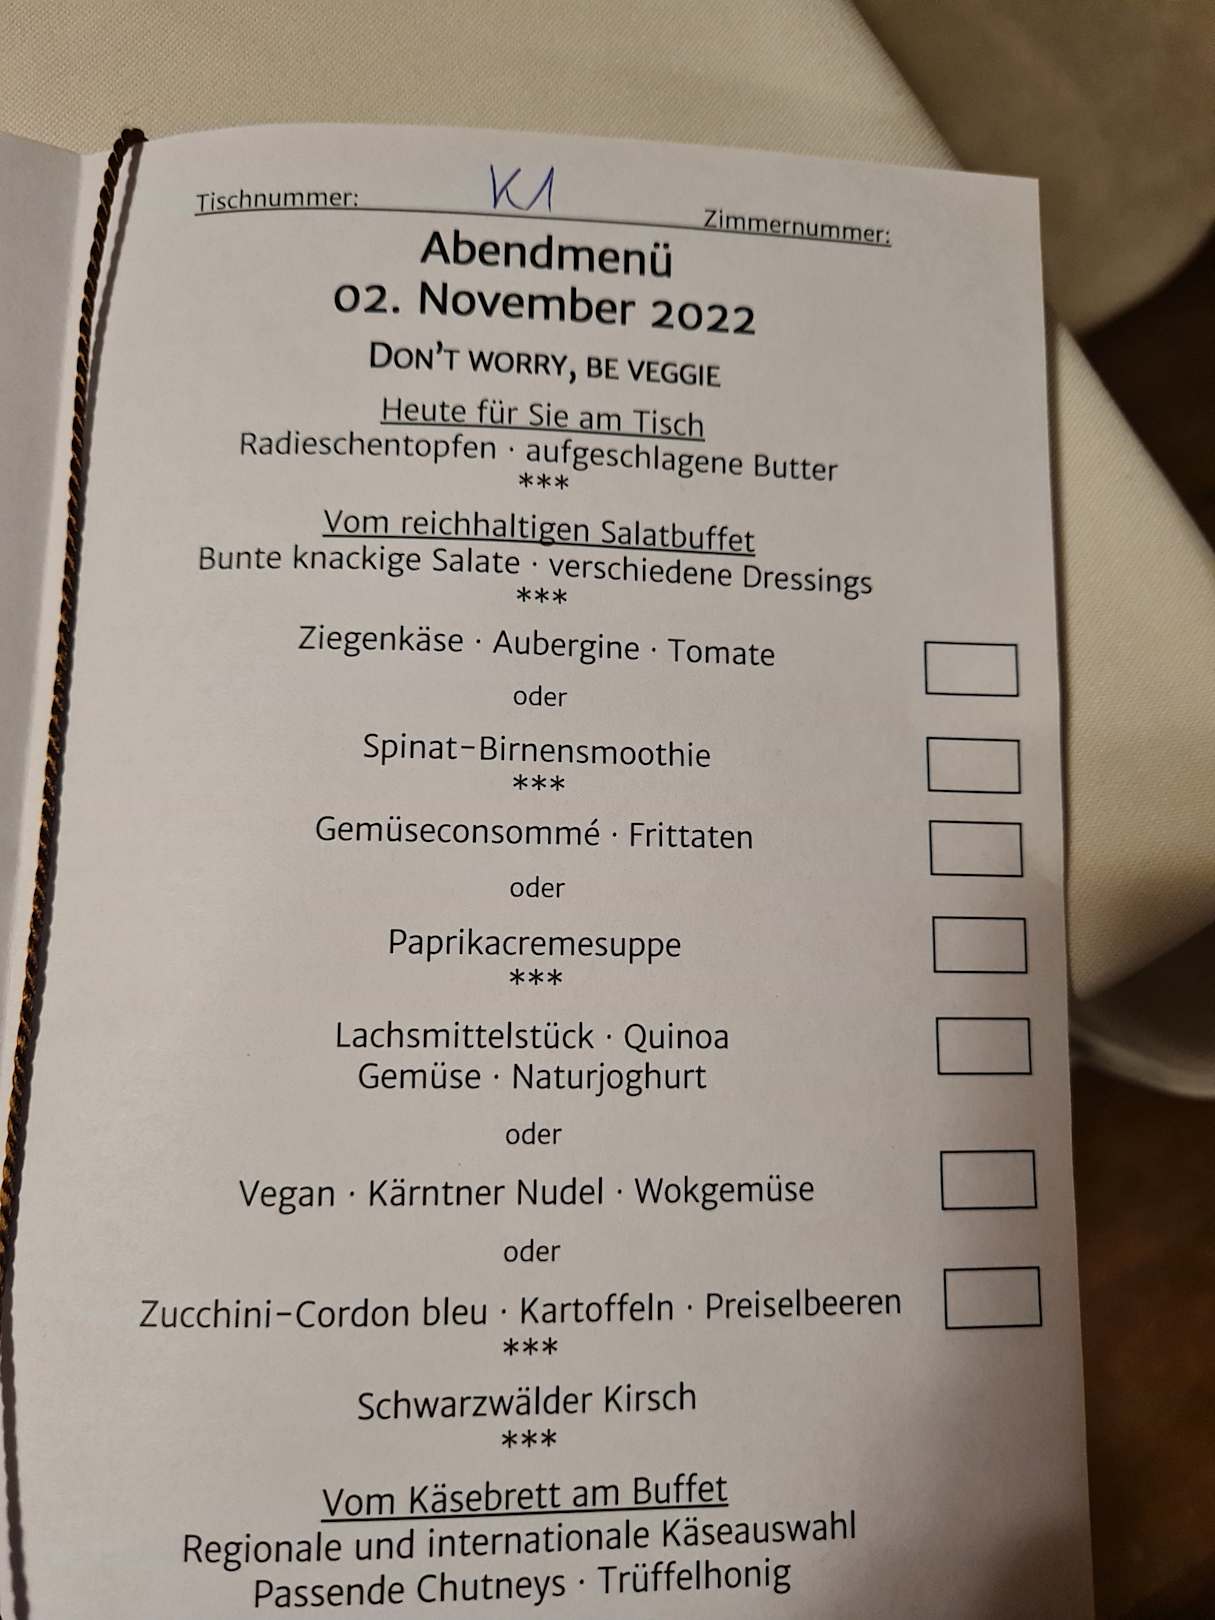 Tischnummer: K1 Zimmernummer:
Abendmenü
02. November 2022
DON'T WORRY, BE VEGGIE
Heute für Sie am Tisch
Radieschentopfen · aufgeschlagene Butter
***
Vom reichhaltigen Salatbuffet
Bunte knackige Salate · verschiedene Dressings
***
Ziegenkäse · Aubergine · Tomate
oder
Spinat-Birnensmoothie
***
Gemüseconsommé · Frittaten
oder
Paprikacremesuppe
***
Lachsmittelstück · Quinoa
Gemüse · Naturjoghurt
oder
Vegan · Kärntner Nudel · Wokgemüse
oder
Zucchini-Cordon bleu · Kartoffeln · Preiselbeeren
***
Schwarzwälder Kirsch
***
Vom Käsebrett am Buffet
Regionale und internationale Käseauswahl
Passende Chutneys · Trüffelhonig